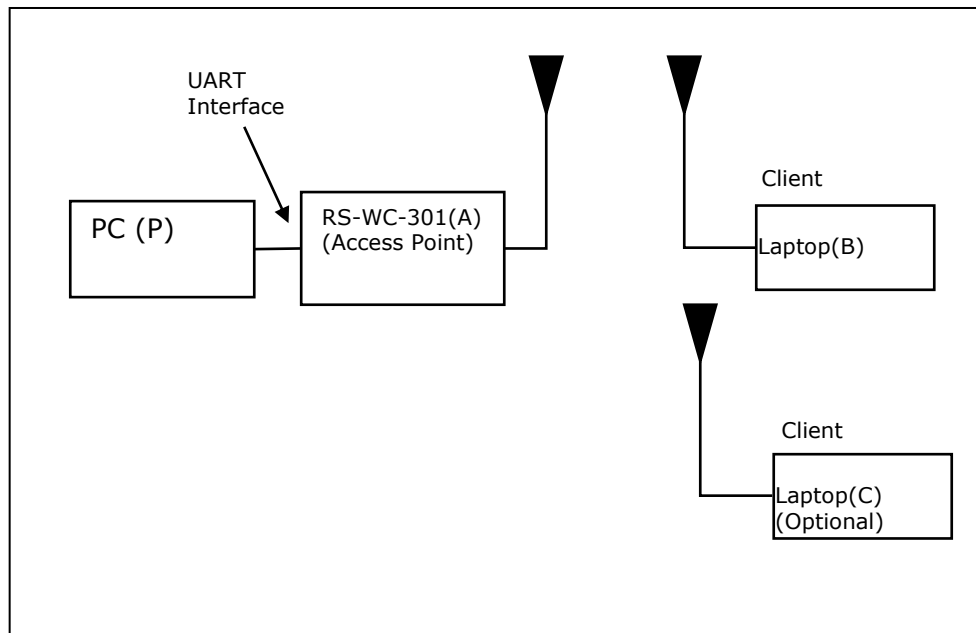 UART
Interface
PC (P)
RS-WC-301(A)
(Access Point)
Client
Laptop(B)
Client
Laptop(C)
(Optional)